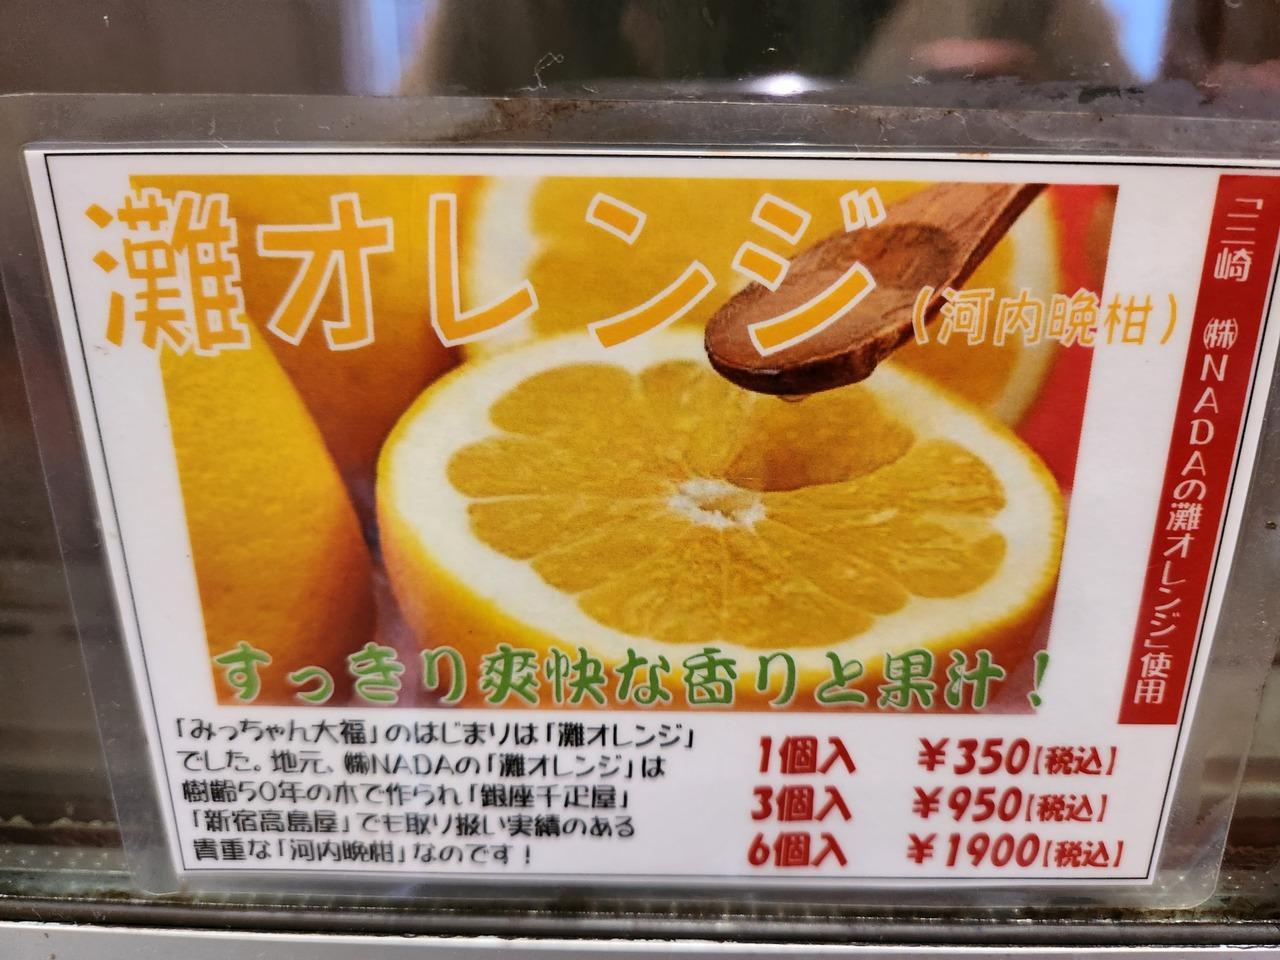 灘オレンジ
(河内晩柑)
「三崎 ㈱NADAの灘オレンジ」使用
すっきり爽快な香りと果汁!
「みっちゃん大福」のはじまりは「灘オレンジ」
でした。地元、㈱NADAの「灘オレンジ」は
樹齢50年の木で作られ「銀座千疋屋」
「新宿高島屋」でも取り扱い実績のある
貴重な「河内晩柑」なのです!
1個入 ¥350【税込】
3個入 ¥950【税込】
6個入 ¥1900【税込】